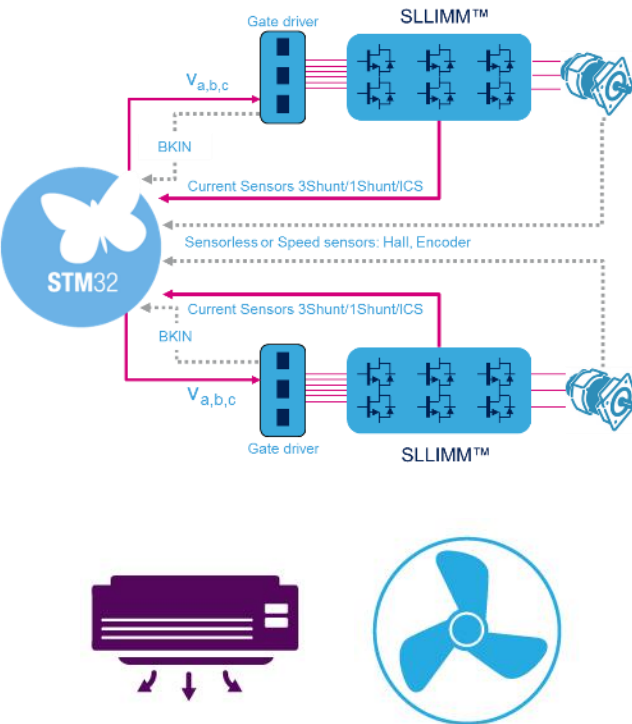 Gate driver
SLLIMM™
Va,b,c
BKIN
Current Sensors 3Shunt/1Shunt/ICS
Sensorless or Speed sensors: Hall, Encoder
STM32
Current Sensors 3Shunt/1Shunt/ICS
BKIN
Va,b,c
Gate driver
SLLIMM™